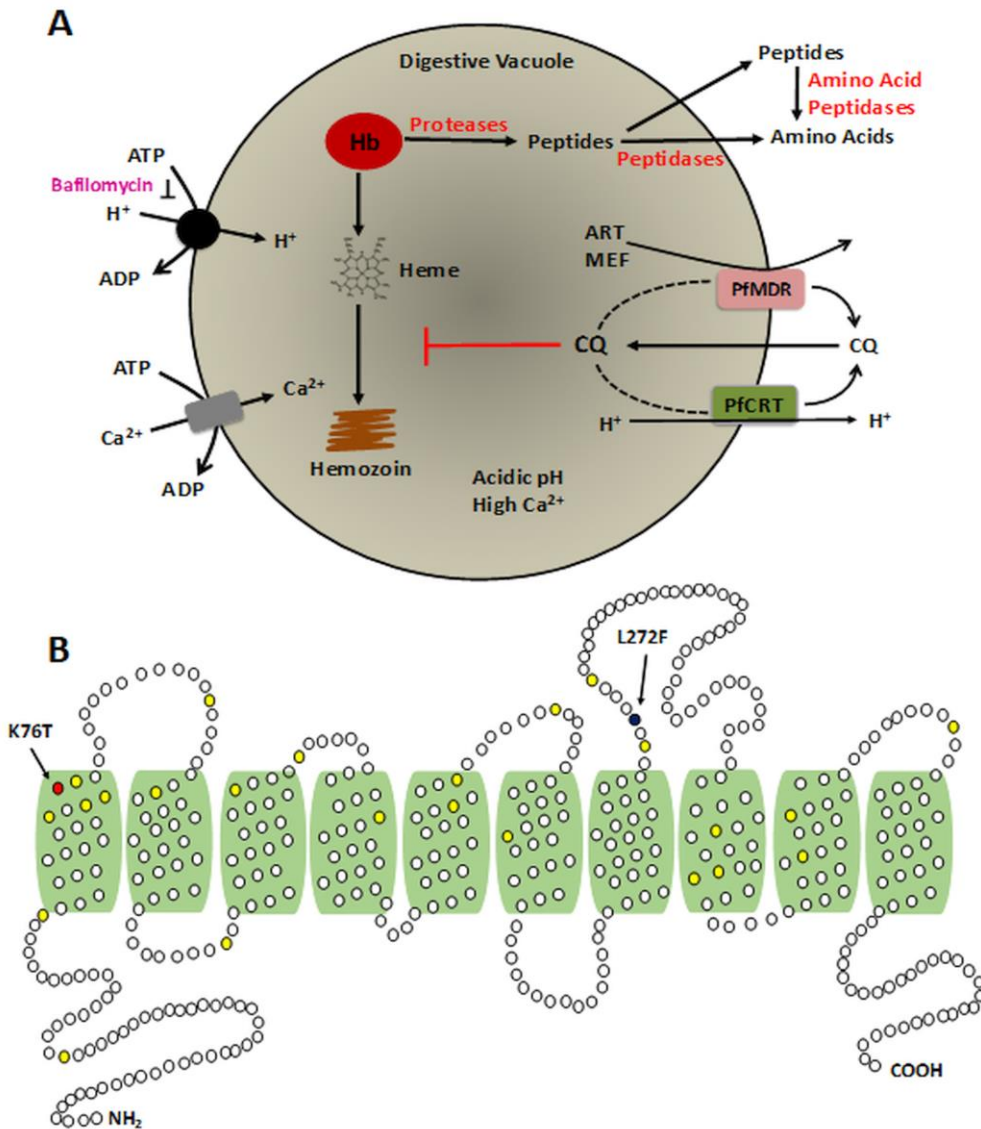 A
Digestive Vacuole
Peptides
Amino Acid
Peptidases
Hb
Proteases
Peptides
Peptidases
Amino Acids
ATP
Bafilomycin
H⁺
H⁺
ADP
Heme
ART
MEF
PfMDR
CQ
CQ
ATP
Ca²⁺
Ca²⁺
ADP
PfCRT
H⁺
H⁺
Hemozoin
Acidic pH
High Ca²⁺
B
L272F
K76T
COOH
NH₂